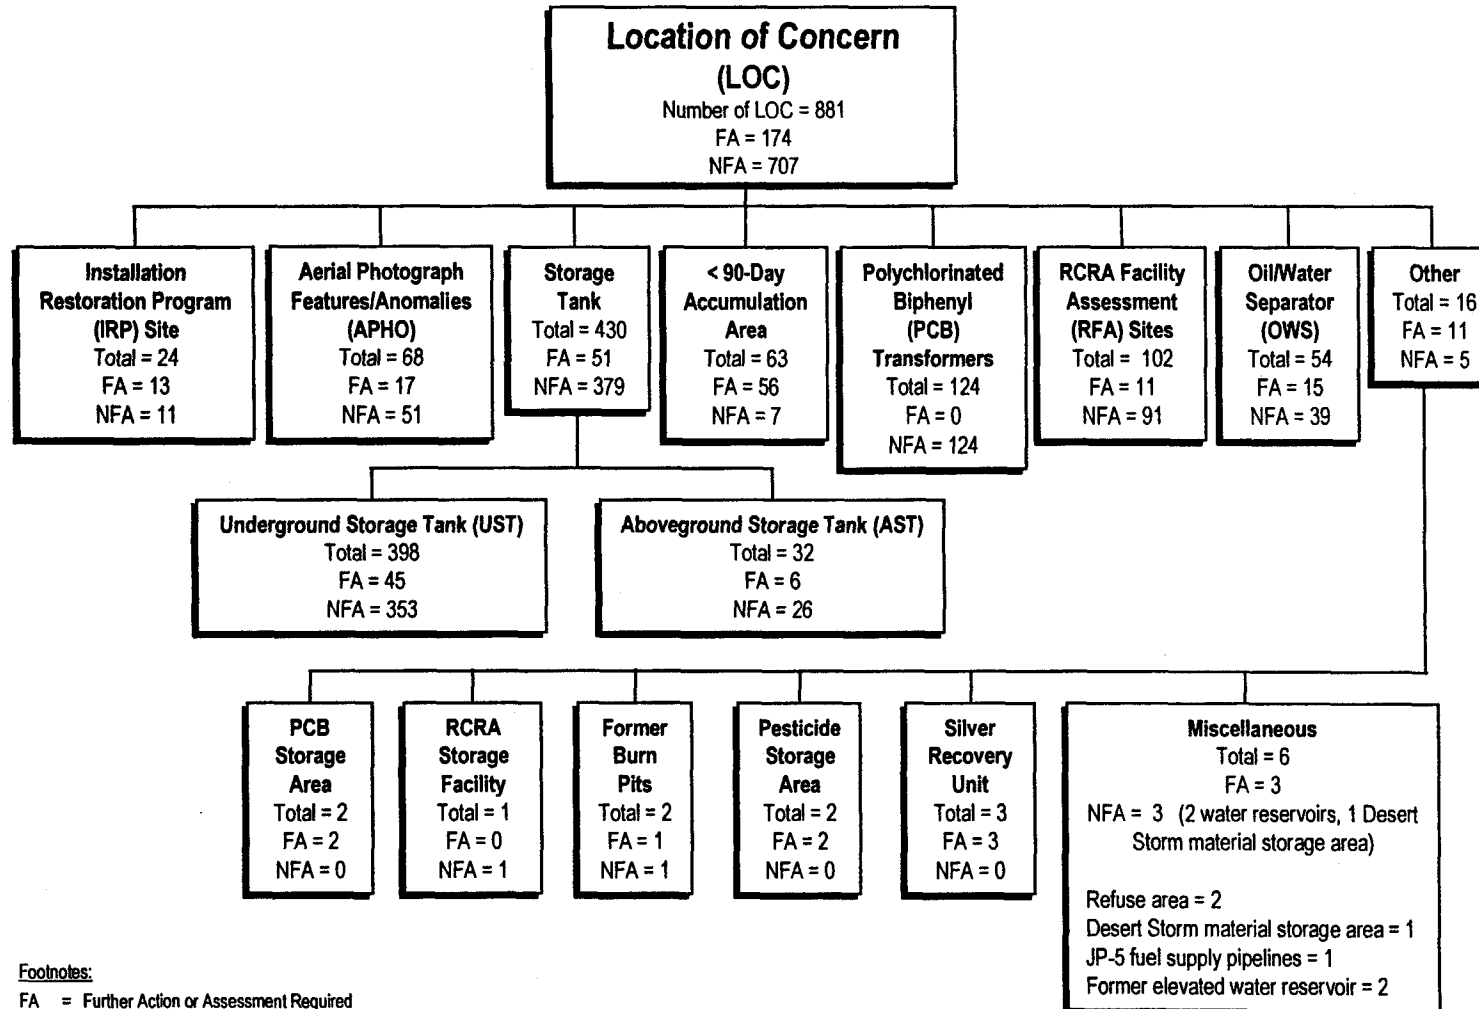 Location of Concern
(LOC)
Number of LOC = 881
FA = 174
NFA = 707
Installation
Restoration Program
(IRP) Site
Total = 24
FA = 13
NFA = 11
Aerial Photograph
Features/Anomalies
(APHO)
Total = 68
FA = 17
NFA = 51
Storage
Tank
Total = 430
FA = 51
NFA = 379
< 90-Day
Accumulation
Area
Total = 63
FA = 56
NFA = 7
Polychlorinated
Biphenyl
(PCB)
Transformers
Total = 124
FA = 0
NFA = 124
RCRA Facility
Assessment
(RFA) Sites
Total = 102
FA = 11
NFA = 91
Oil/Water
Separator
(OWS)
Total = 54
FA = 15
NFA = 39
Other
Total = 16
FA = 11
NFA = 5
Underground Storage Tank (UST)
Total = 398
FA = 45
NFA = 353
Aboveground Storage Tank (AST)
Total = 32
FA = 6
NFA = 26
PCB
Storage
Area
Total = 2
FA = 2
NFA = 0
RCRA
Storage
Facility
Total = 1
FA = 0
NFA = 1
Former
Burn
Pits
Total = 2
FA = 1
NFA = 1
Pesticide
Storage
Area
Total = 2
FA = 2
NFA = 0
Silver
Recovery
Unit
Total = 3
FA = 3
NFA = 0
Miscellaneous
Total = 6
FA = 3
NFA = 3 (2 water reservoirs, 1 Desert
Storm material storage area)
Refuse area = 2
Desert Storm material storage area = 1
JP-5 fuel supply pipelines = 1
Former elevated water reservoir = 2
Footnotes:
FA = Further Action or Assessment Required